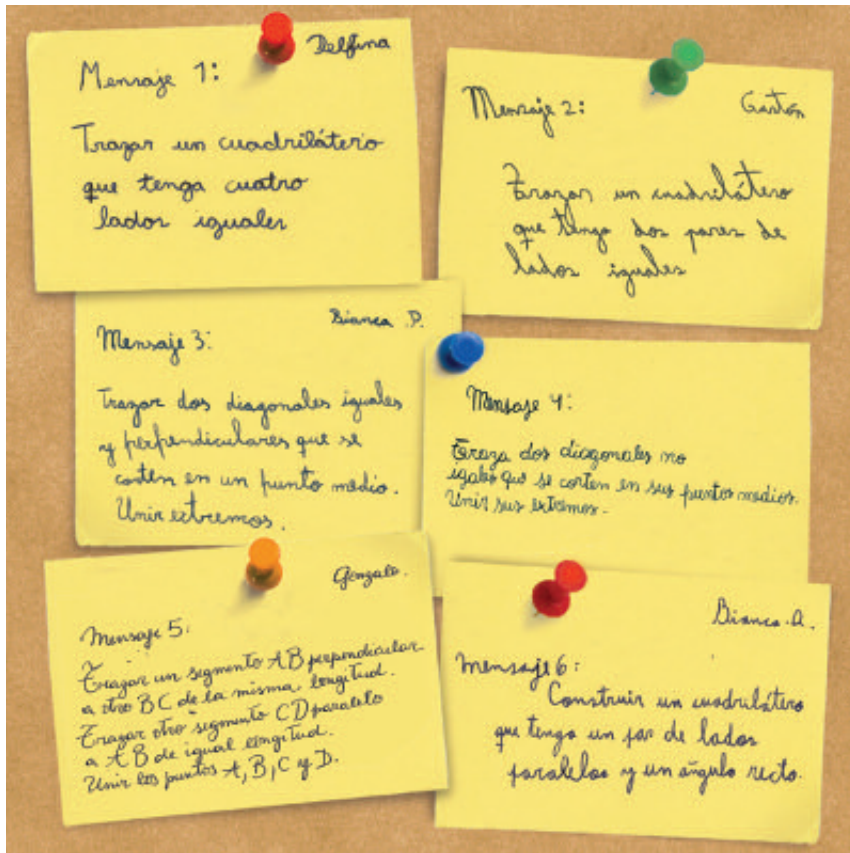 Mensaje 1: Delfina
Trazar un cuadriláterio
que tenga cuatro
lados iguales
Mensaje 2: Gastón
Trazar un cuadrilátero
que tenga dos pares de
lados iguales
Mensaje 3: Bianca P.
Trazar dos diagonales iguales
y perpendiculares que se
corten en un punto medio.
Unir extremos.
Mensaje 4:
Traza dos diagonales no
igales que se corten en sus puntos medios.
Unir sus extremos.
Mensaje 5: Gonzalo.
Trazar un segmento AB perpendicular
a otro BC de la misma longitud.
Trazar otro segmento CD paralelo
a AB de igual longitud.
Unir los puntos A, B, C y D.
Mensaje 6: Bianca.A.
Construir un cuadrilátero
que tenga un par de lados
paralelos y un ángulo recto.